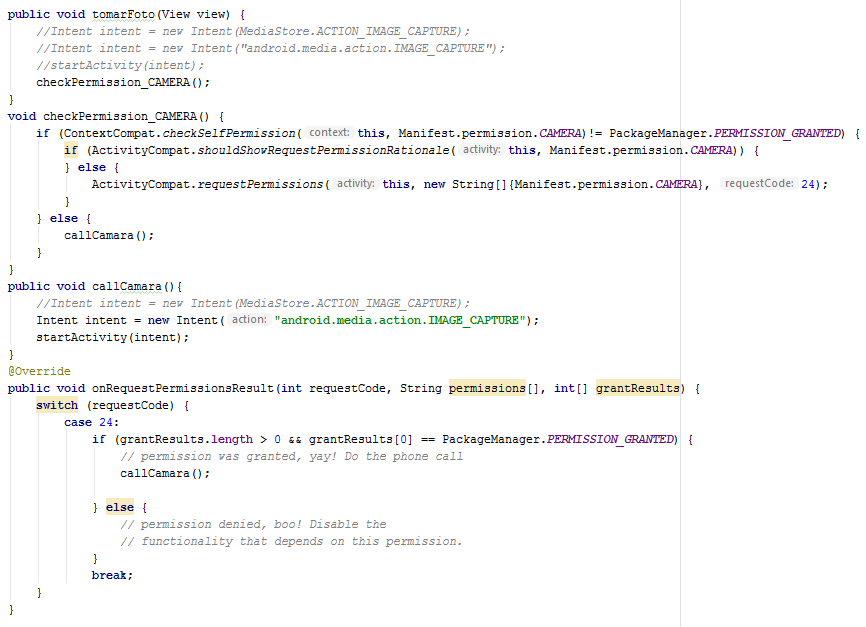 public void tomarFoto(View view) {
//Intent intent = new Intent(MediaStore.ACTION_IMAGE_CAPTURE);
//Intent intent = new Intent("android.media.action.IMAGE_CAPTURE");
//startActivity(intent);
checkPermission_CAMERA();
}
void checkPermission_CAMERA() {
if (ContextCompat.checkSelfPermission( context: this, Manifest.permission.CAMERA)!= PackageManager.PERMISSION_GRANTED) {
if (ActivityCompat.shouldShowRequestPermissionRationale( activity: this, Manifest.permission.CAMERA)) {
} else {
ActivityCompat.requestPermissions( activity: this, new String[]{Manifest.permission.CAMERA}, requestCode: 24);
}
} else {
callCamara();
}
}
public void callCamara(){
//Intent intent = new Intent(MediaStore.ACTION_IMAGE_CAPTURE);
Intent intent = new Intent( action: "android.media.action.IMAGE_CAPTURE");
startActivity(intent);
}
@Override
public void onRequestPermissionsResult(int requestCode, String permissions[], int[] grantResults) {
switch (requestCode) {
case 24:
if (grantResults.length > 0 && grantResults[0] == PackageManager.PERMISSION_GRANTED) {
// permission was granted, yay! Do the phone call
callCamara();
} else {
// permission denied, boo! Disable the
// functionality that depends on this permission.
}
break;
}
}